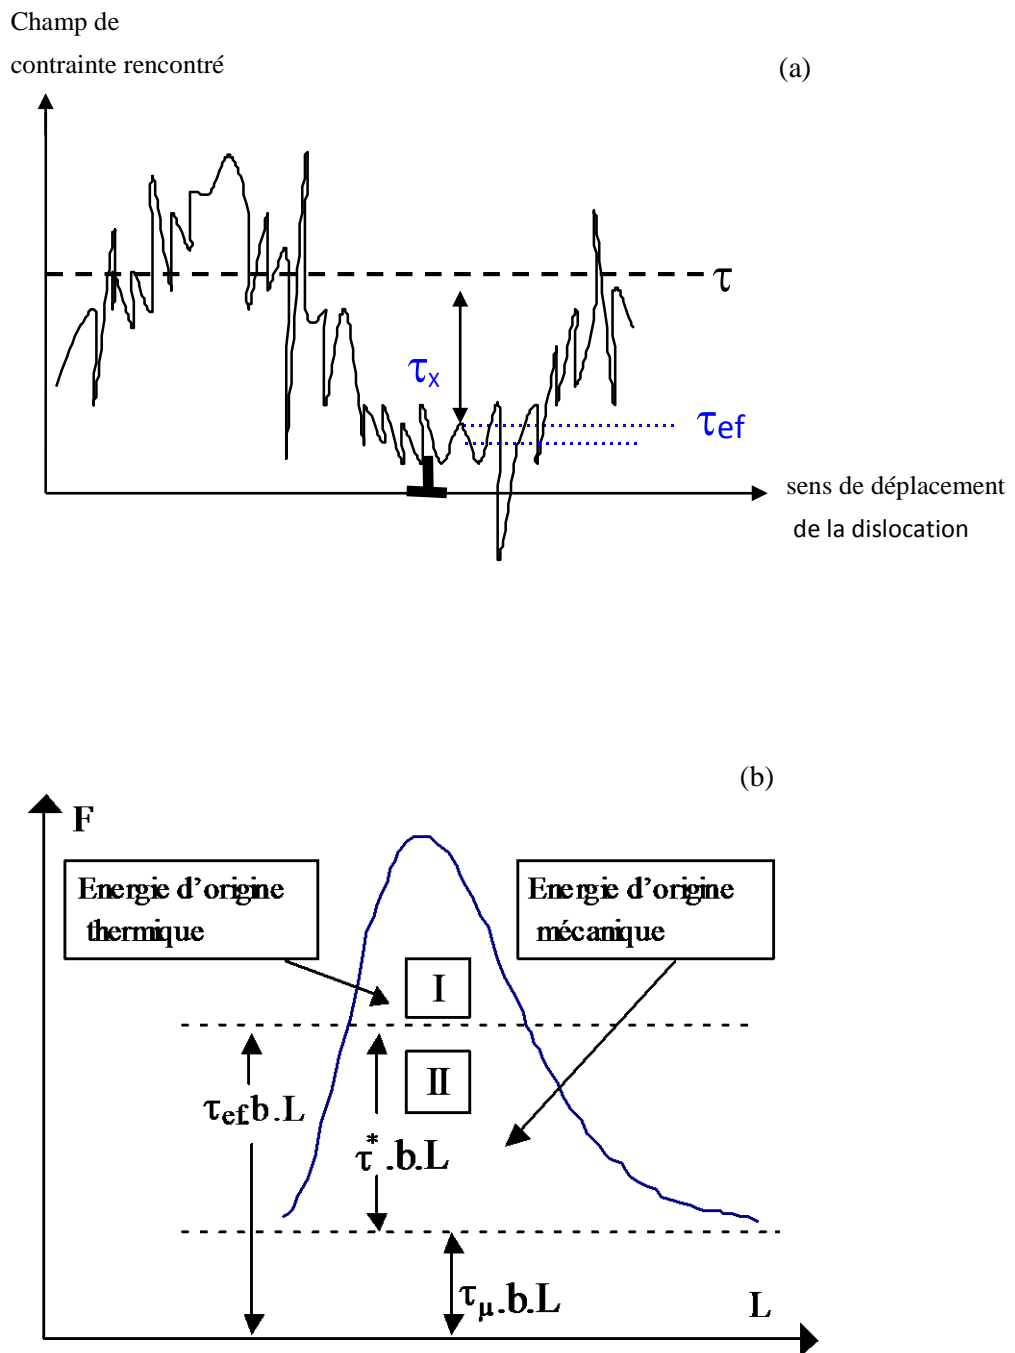 Champ de
contrainte rencontré
(a)
τ
τx
τef
sens de déplacement
de la dislocation
(b)
F
Energie d'origine
thermique
Energie d'origine
mécanique
I
II
τef.b.L
τ*.b.L
τμ.b.L
L